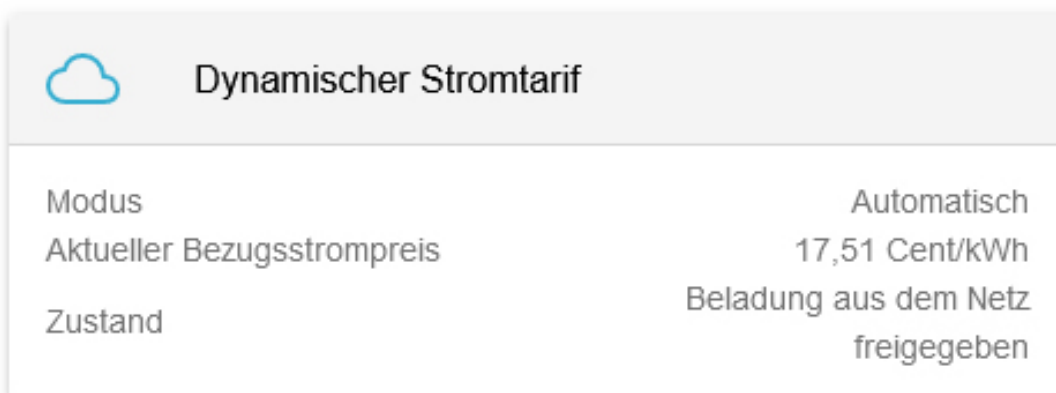 Dynamischer Stromtarif
Modus Automatisch
Aktueller Bezugsstrompreis 17,51 Cent/kWh
Zustand Beladung aus dem Netz
freigegeben